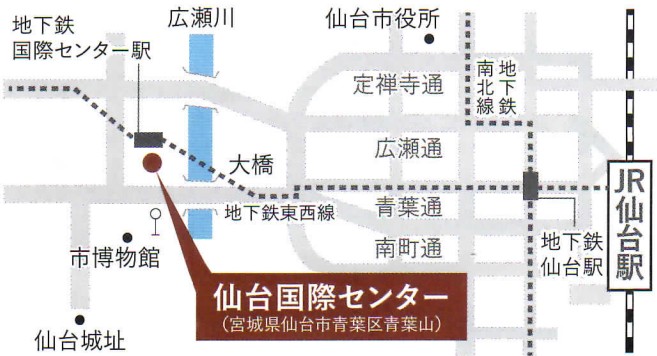 地下鉄
国際センター駅
広瀬川
仙台市役所
定禅寺通
地下鉄
南北線
広瀬通
大橋
地下鉄東西線
青葉通
南町通
JR仙台駅
地下鉄
仙台駅
市博物館
仙台国際センター
(宮城県仙台市青葉区青葉山)
仙台城址